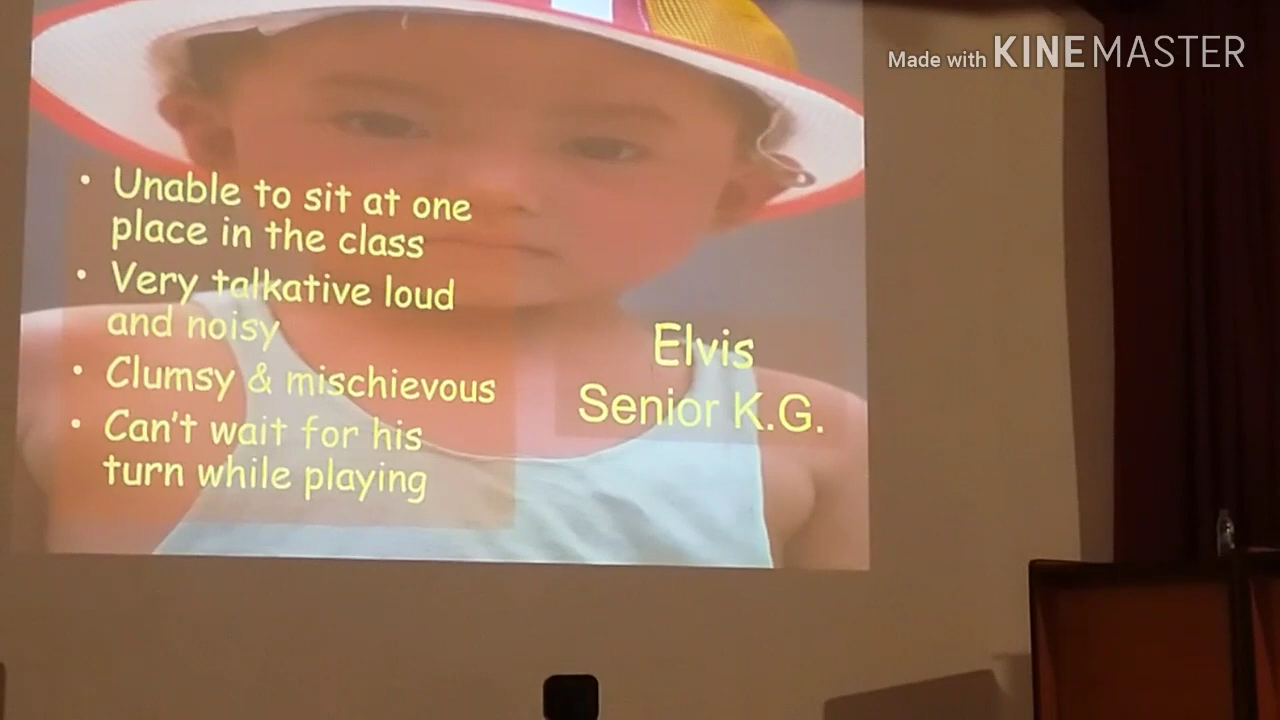 Made with KINEMASTER
• Unable to sit at one
place in the class
• Very talkative loud
and noisy
• Clumsy & mischievous
• Can't wait for his
turn while playing
Elvis
Senior K.G.